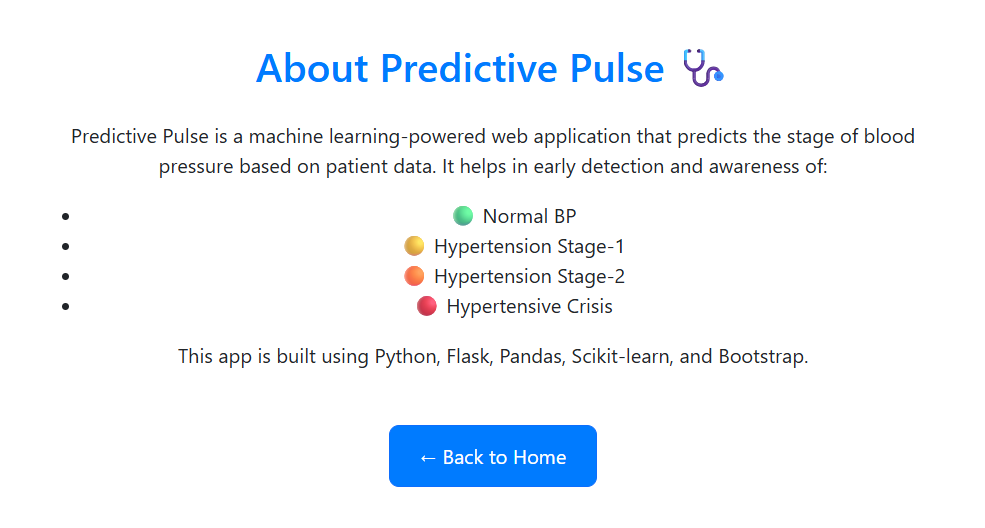 About Predictive Pulse 🩺
Predictive Pulse is a machine learning-powered web application that predicts the stage of blood
pressure based on patient data. It helps in early detection and awareness of:
• 🟢 Normal BP
• 🟡 Hypertension Stage-1
• 🟠 Hypertension Stage-2
• 🔴 Hypertensive Crisis
This app is built using Python, Flask, Pandas, Scikit-learn, and Bootstrap.
← Back to Home